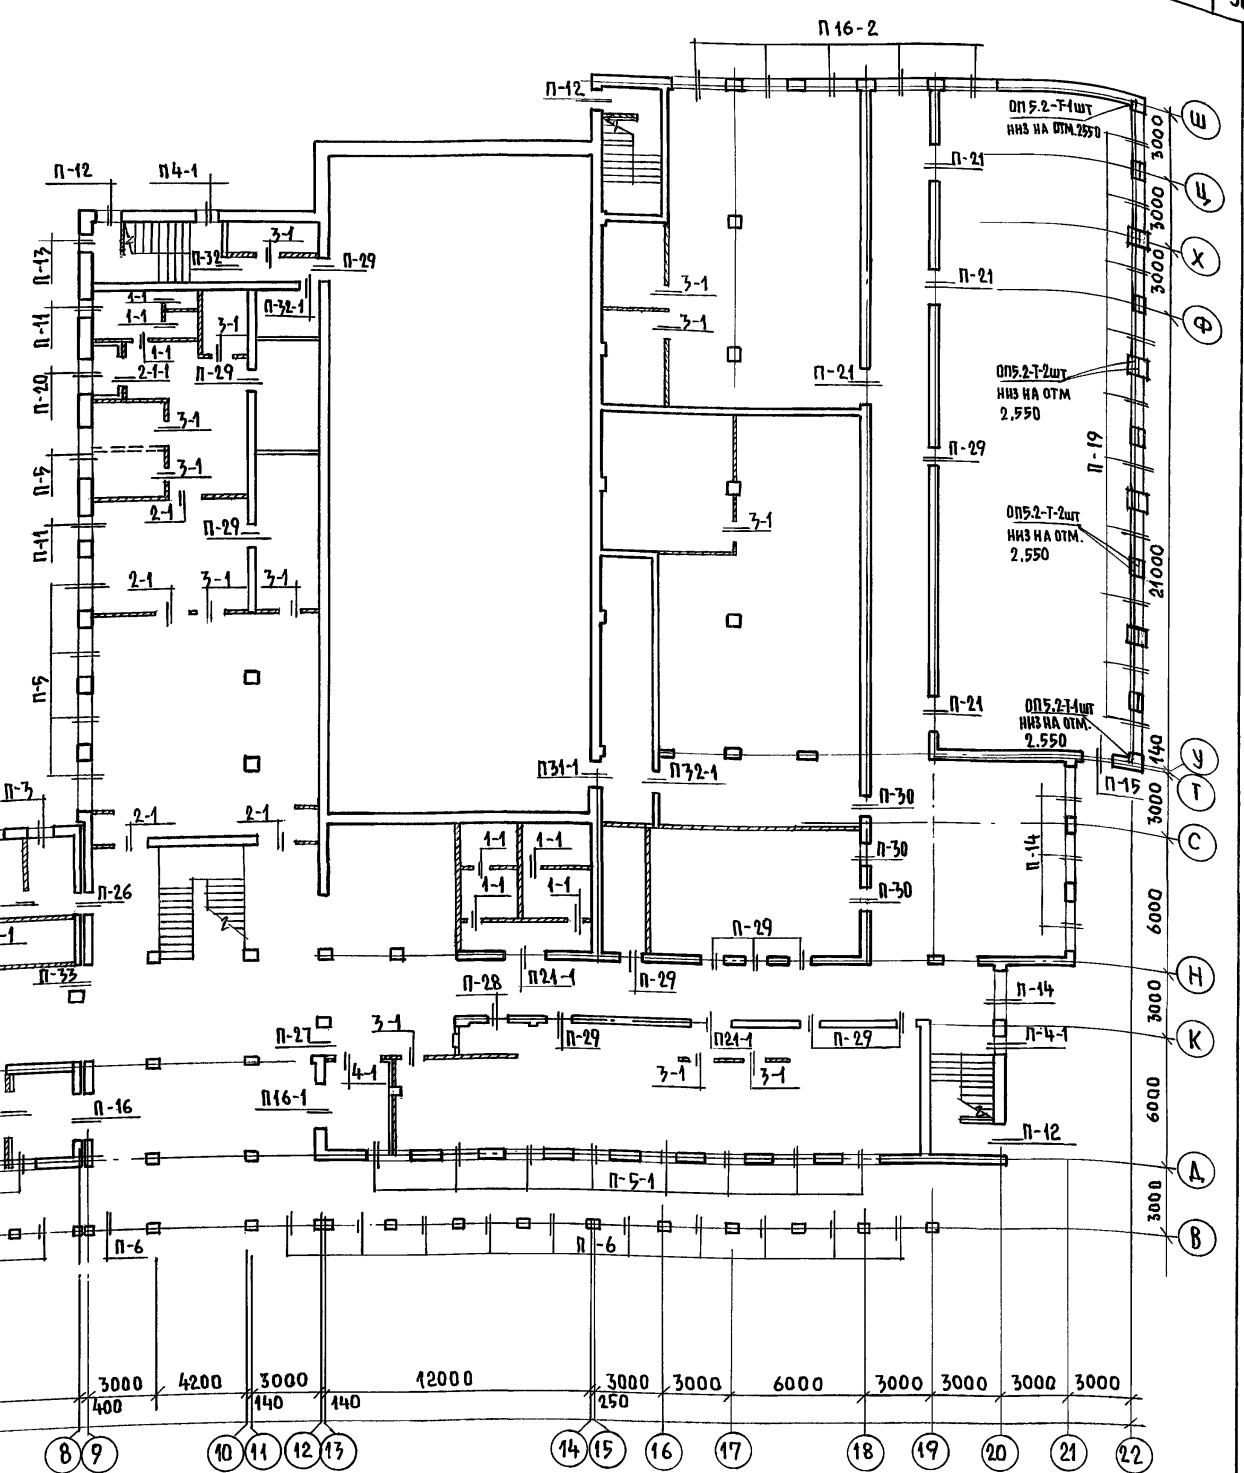 П16-2
П-12
ОП5.2-Т-1шт
НИЗ НА ОТМ.2550
Ш
3000
П-21
П-12
П4-1
Ц
3000
3-1
П-32
П-29
П-13
Х
3-1
П-21
3000
1-1
П-32-1
П-11
1-1
3-1
3-1
Ф
1-1
2-1-1
П-29
П-21
ОП5.2-Т-2шт
НИЗ НА ОТМ
2.550
П-20
3-1
П-19
П-29
3-1
П-5
2-1
П-29
3-1
ОП5.2-Т-2шт
НИЗ НА ОТМ.
2.550
П-11
21000
2-1
3-1
3-1
П-5
П-21
ОП5.2-Т-1шт
НИЗ НА ОТМ.
2.550
140
У
П31-1
П32-1
П-15
Т
П-3
П-30
3000
2-1
2-1
С
1-1
1-1
П-30
П-14
П-26
1-1
1-1
П-30
6000
-1
П-29
П-33
П-28
П21-1
П-29
Н
П-14
3000
П-27
3-1
П-29
П21-1
П-29
П-4-1
К
4-1
3-1
3-1
П16-1
П-16
6000
П-12
Д
П-5-1
3000
В
П-6
П-6
3000
4200
3000
12000
3000
3000
6000
3000
3000
3000
3000
400
140
140
250
8
9
10
11
12
13
14
15
16
17
18
19
20
21
22